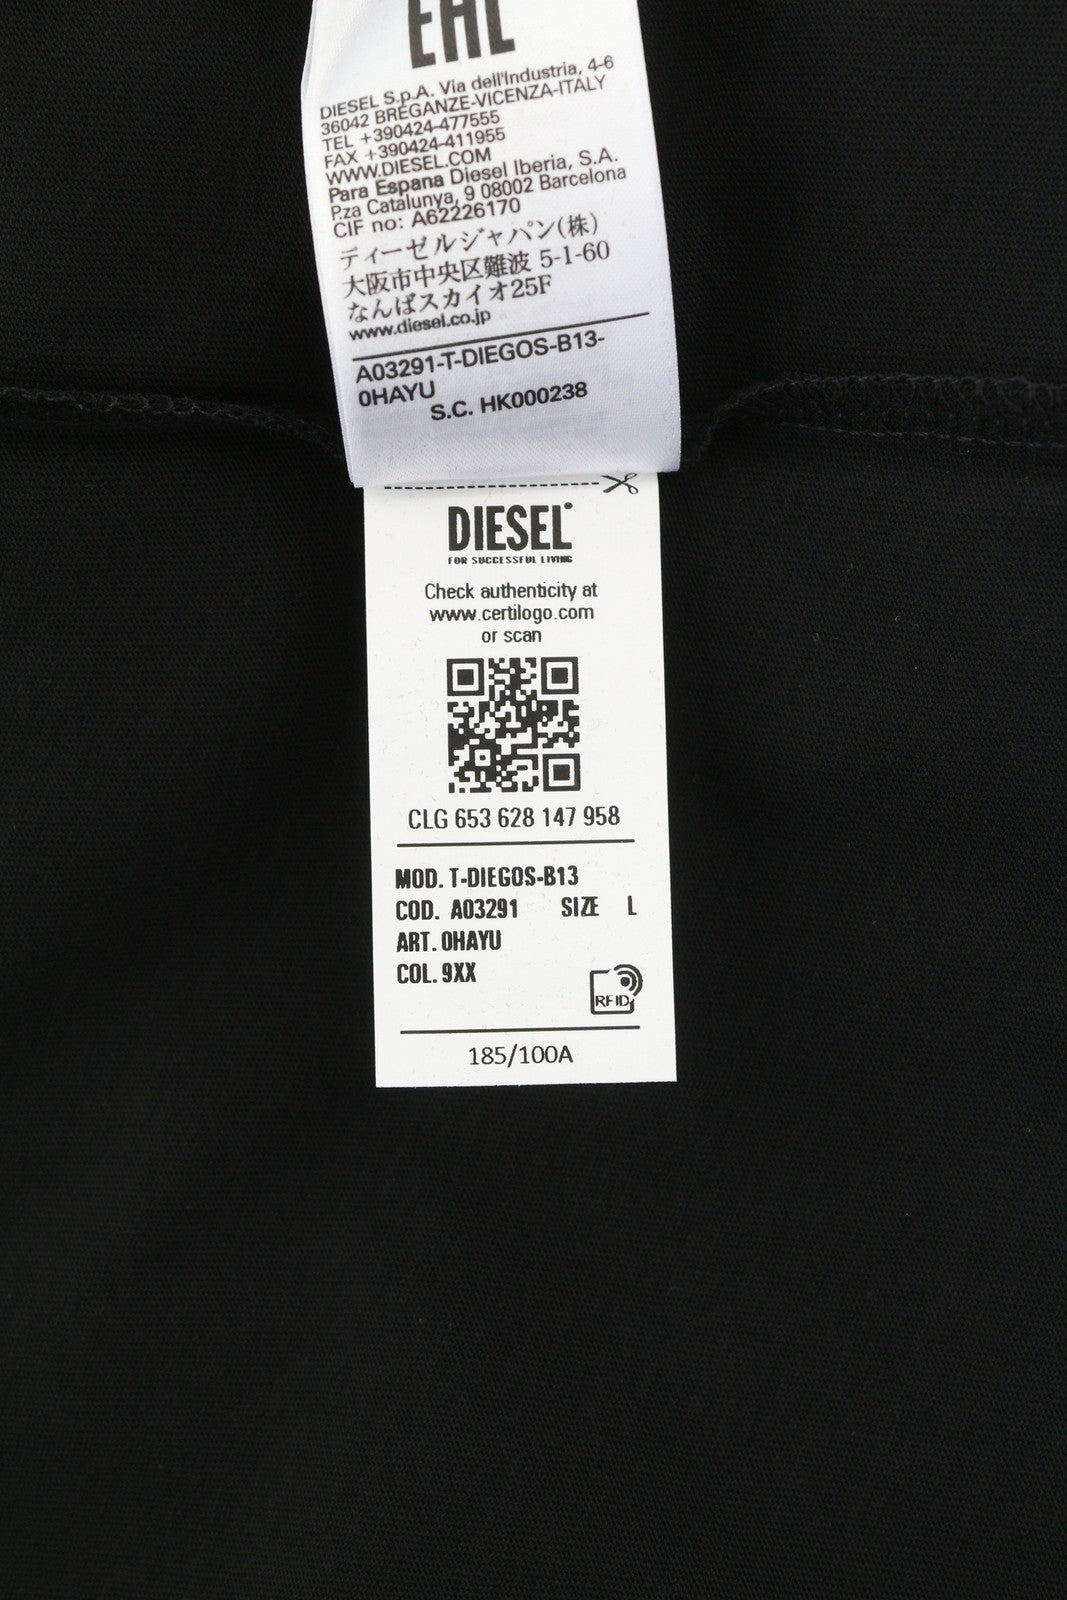 EAC
DIESEL S.p.A. Via dell'Industria, 4-6
36042 BREGANZE-VICENZA-ITALY
TEL +390424-477555
FAX +390424-411955
WWW.DIESEL.COM
Para Espana Diesel Iberia, S.A.
P.za Catalunya, 9 08002 Barcelona
CIF no: A62226170
ディーゼルジャパン(株)
大阪市中央区難波 5-1-60
なんばスカイオ25F
www.diesel.co.jp
A03291-T-DIEGOS-B13-
0HAYU
S.C. HK000238
DIESEL
FOR SUCCESSFUL LIVING
Check authenticity at
www.certilogo.com
or scan
CLG 653 628 147 958
MOD. T-DIEGOS-B13
COD. A03291 SIZE L
ART. 0HAYU
COL. 9XX
RFID
185/100A